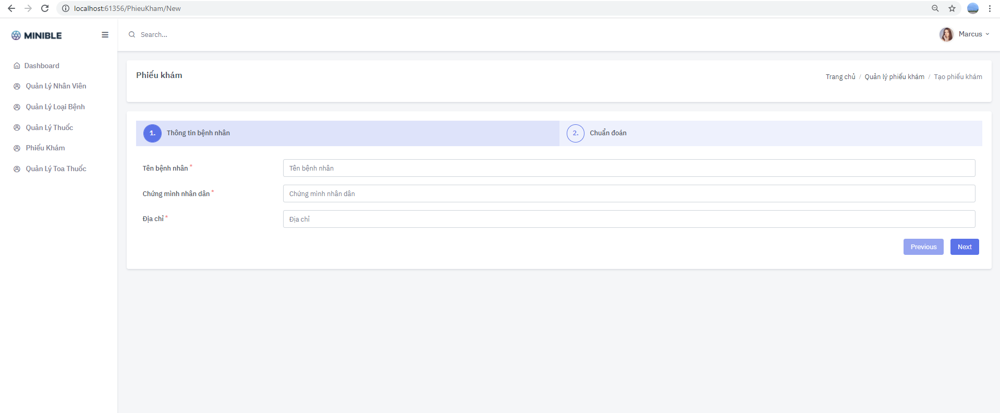 localhost:61356/PhieuKham/New
MINIBLE
Search...
Marcus
Dashboard
Quản Lý Nhân Viên
Quản Lý Loại Bệnh
Quản Lý Thuốc
Phiếu Khám
Quản Lý Toa Thuốc
Phiếu khám
Trang chủ / Quản lý phiếu khám / Tạo phiếu khám
1. Thông tin bệnh nhân
2. Chuẩn đoán
Tên bệnh nhân *
Tên bệnh nhân
Chứng mình nhân dân *
Chứng mình nhân dân
Địa chỉ *
Địa chỉ
Previous
Next